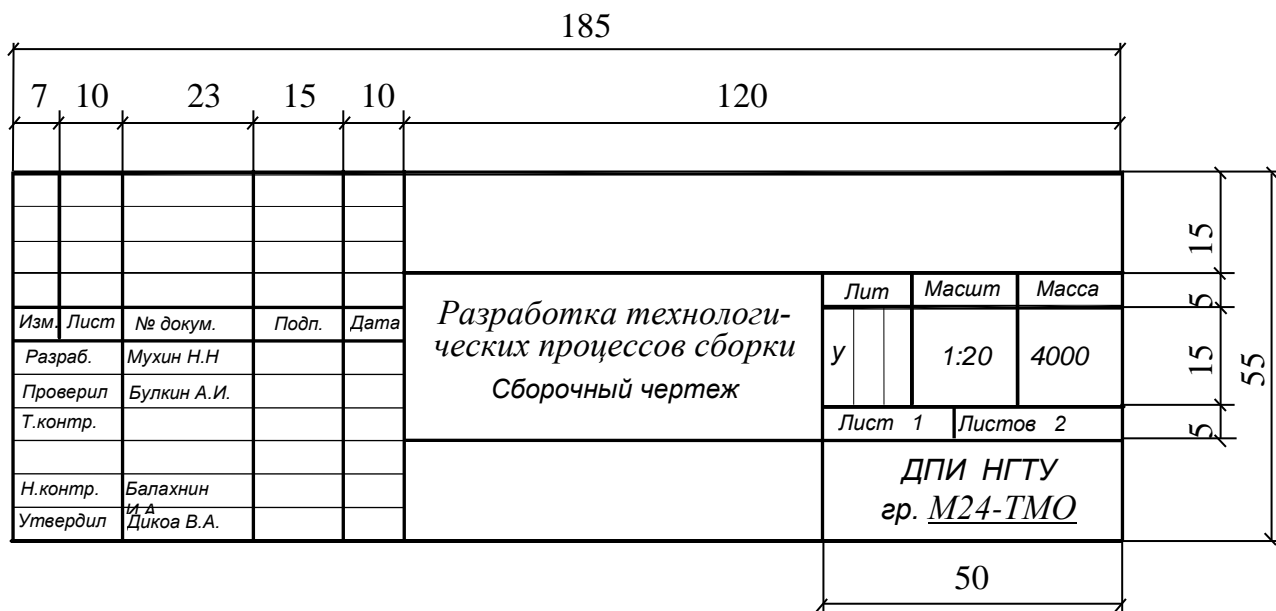 185
7 10 23 15 10 120
15
Лит Масшт Масса
5
Разработка технологи-
ческих процессов сборки
Сборочный чертеж
Изм. Лист № докум. Подп. Дата
у 1:20 4000
15
55
Разраб. Мухин Н.Н
Проверил Булкин А.И.
Т.контр.
Лист 1 Листов 2
5
ДПИ НГТУ
гр. М24-ТМО
Н.контр. Балахнин
И.А
Утвердил Дикоа В.А.
50